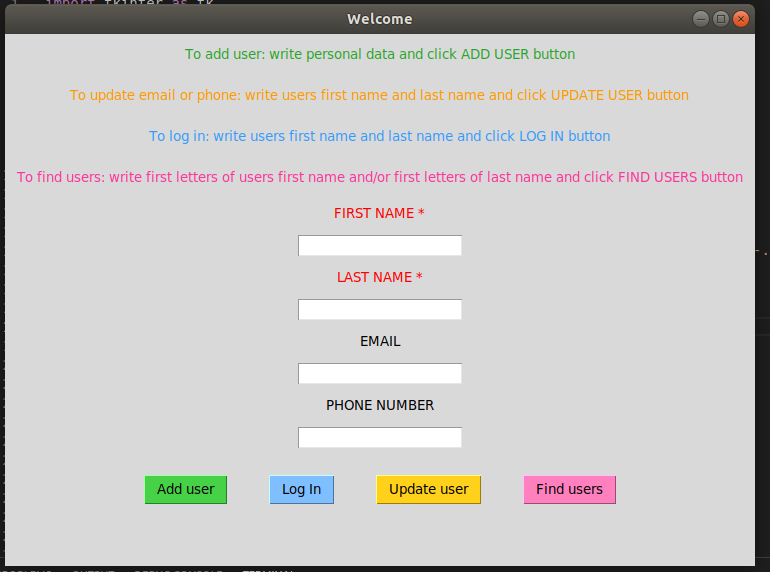 import tkinter as tk
Welcome
To add user: write personal data and click ADD USER button
To update email or phone: write users first name and last name and click UPDATE USER button
To log in: write users first name and last name and click LOG IN button
To find users: write first letters of users first name and/or first letters of last name and click FIND USERS button
FIRST NAME *
LAST NAME *
EMAIL
PHONE NUMBER
Add user
Log In
Update user
Find users